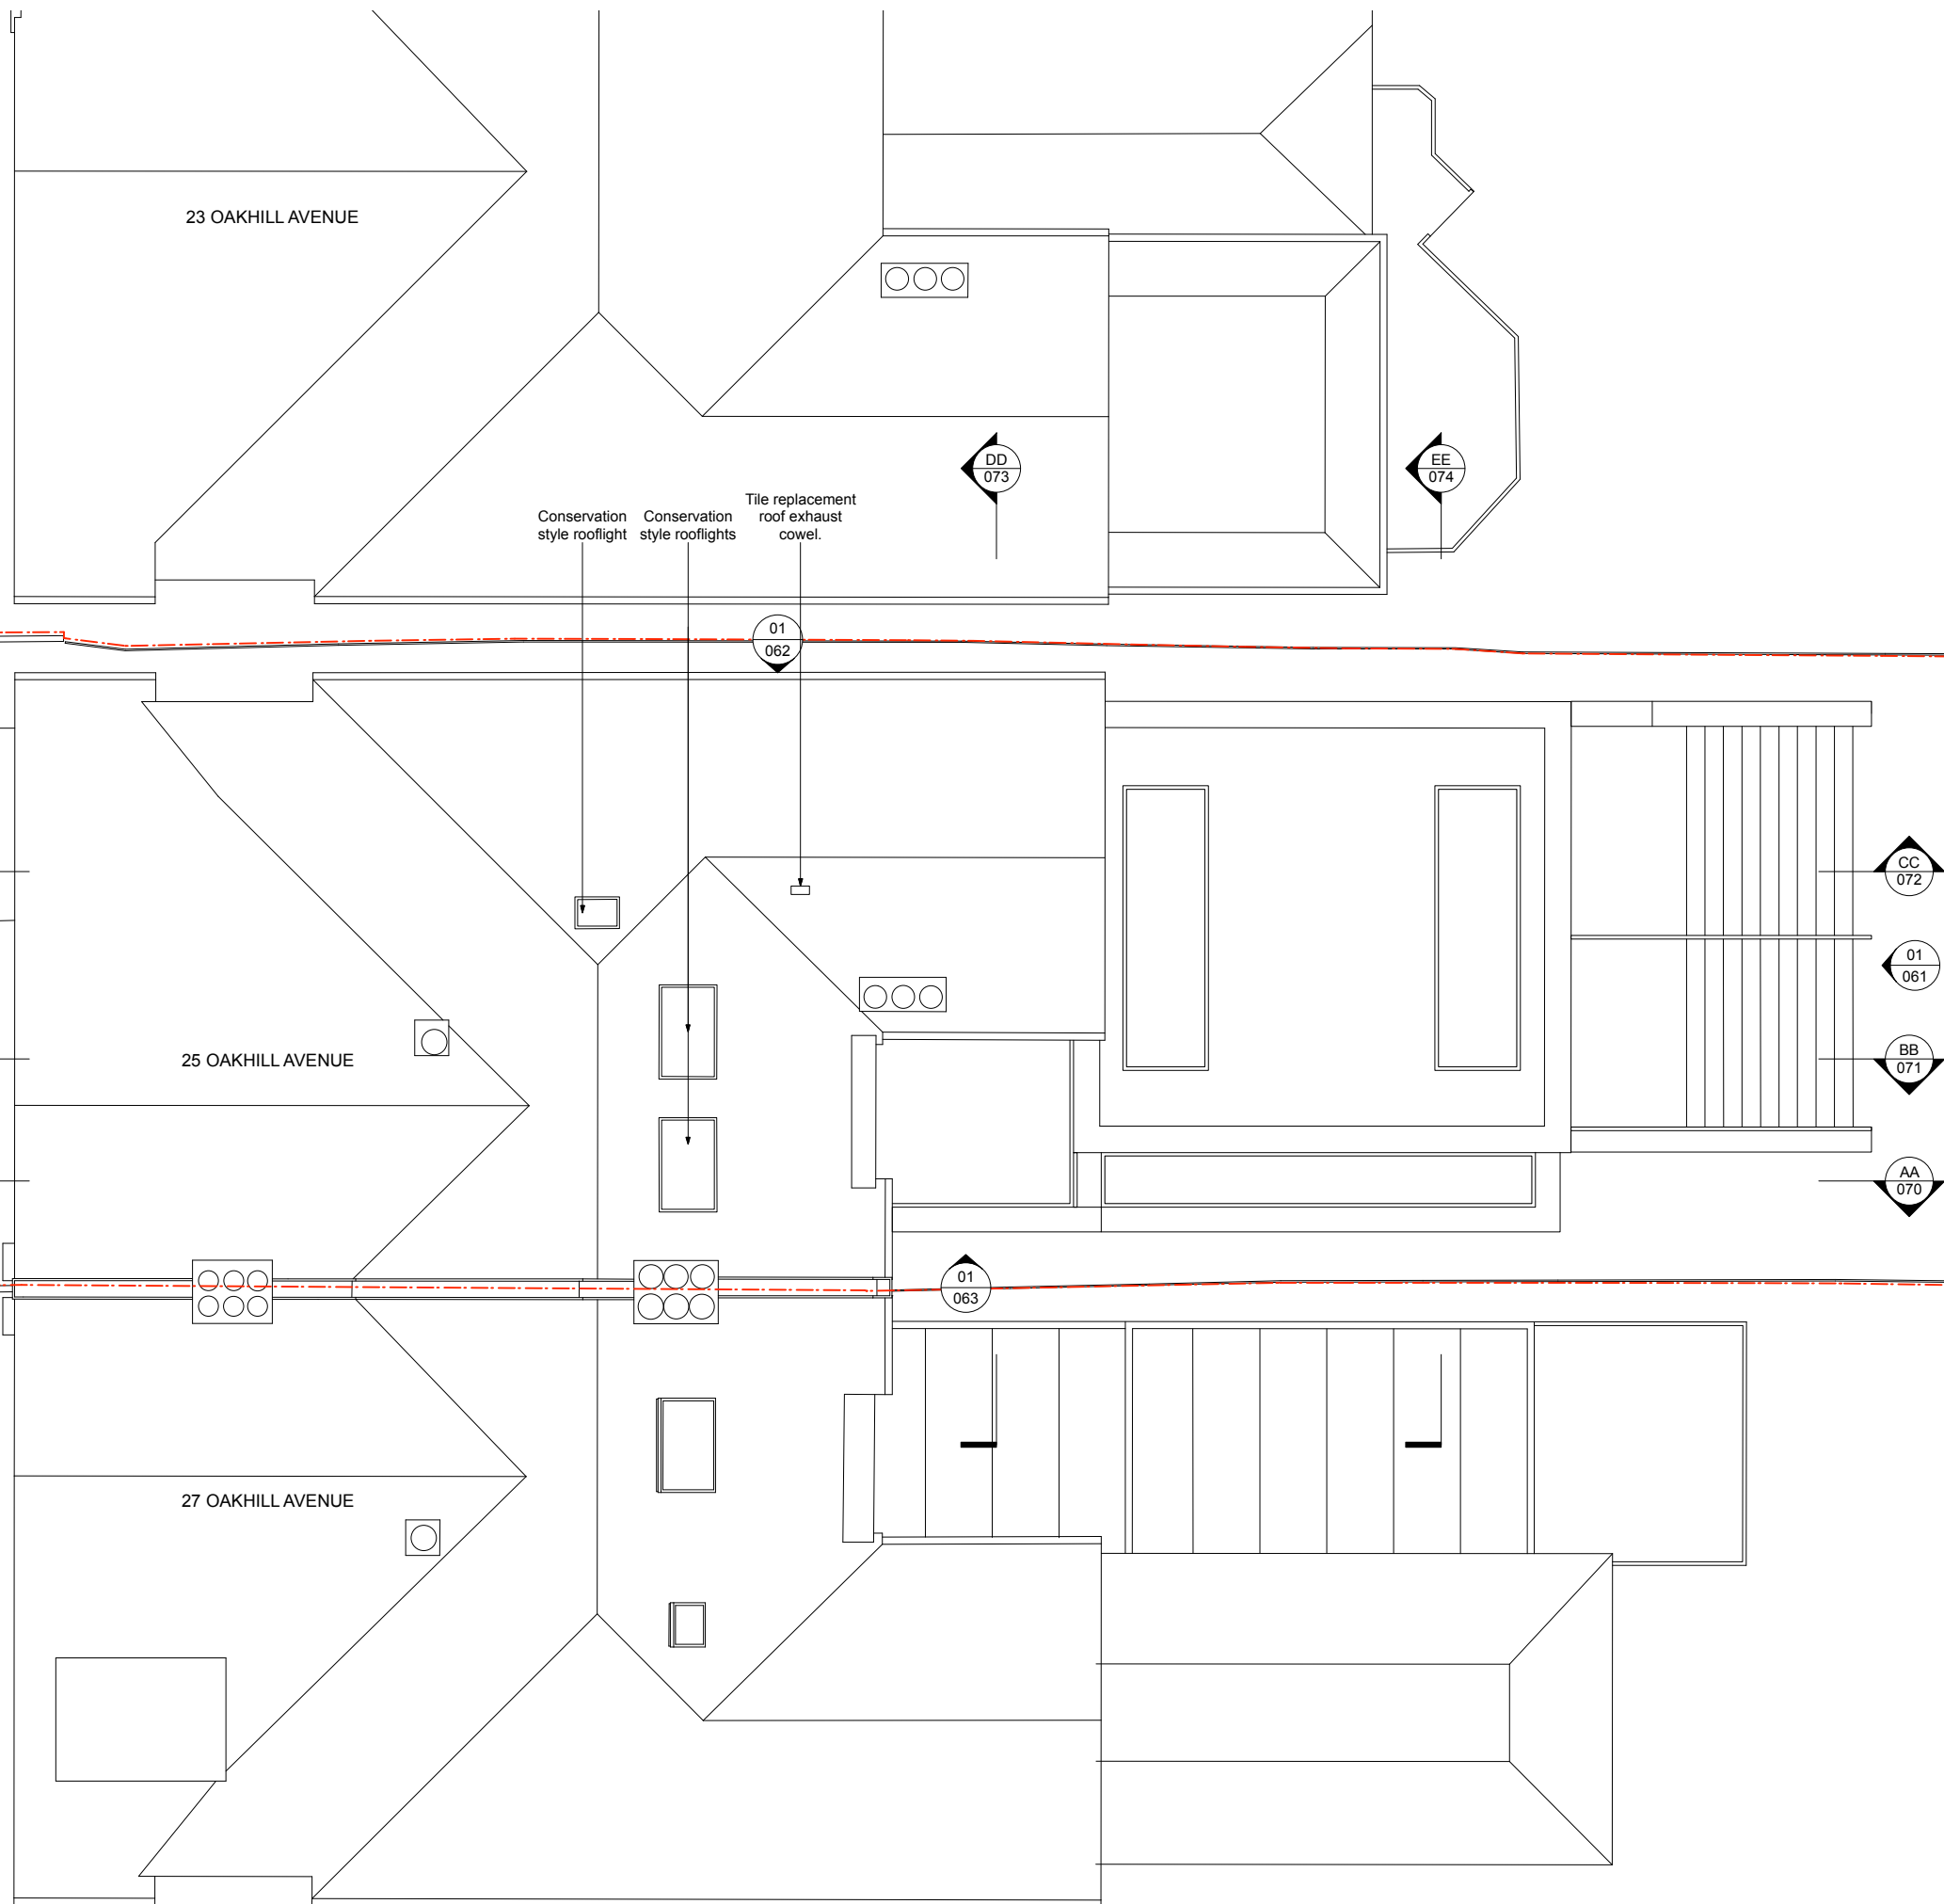 23 OAKHILL AVENUE
DD
073
EE
074
Conservation
style rooflight
Conservation
style rooflights
Tile replacement
roof exhaust
cowel.
01
062
CC
072
01
061
25 OAKHILL AVENUE
BB
071
AA
070
01
063
27 OAKHILL AVENUE